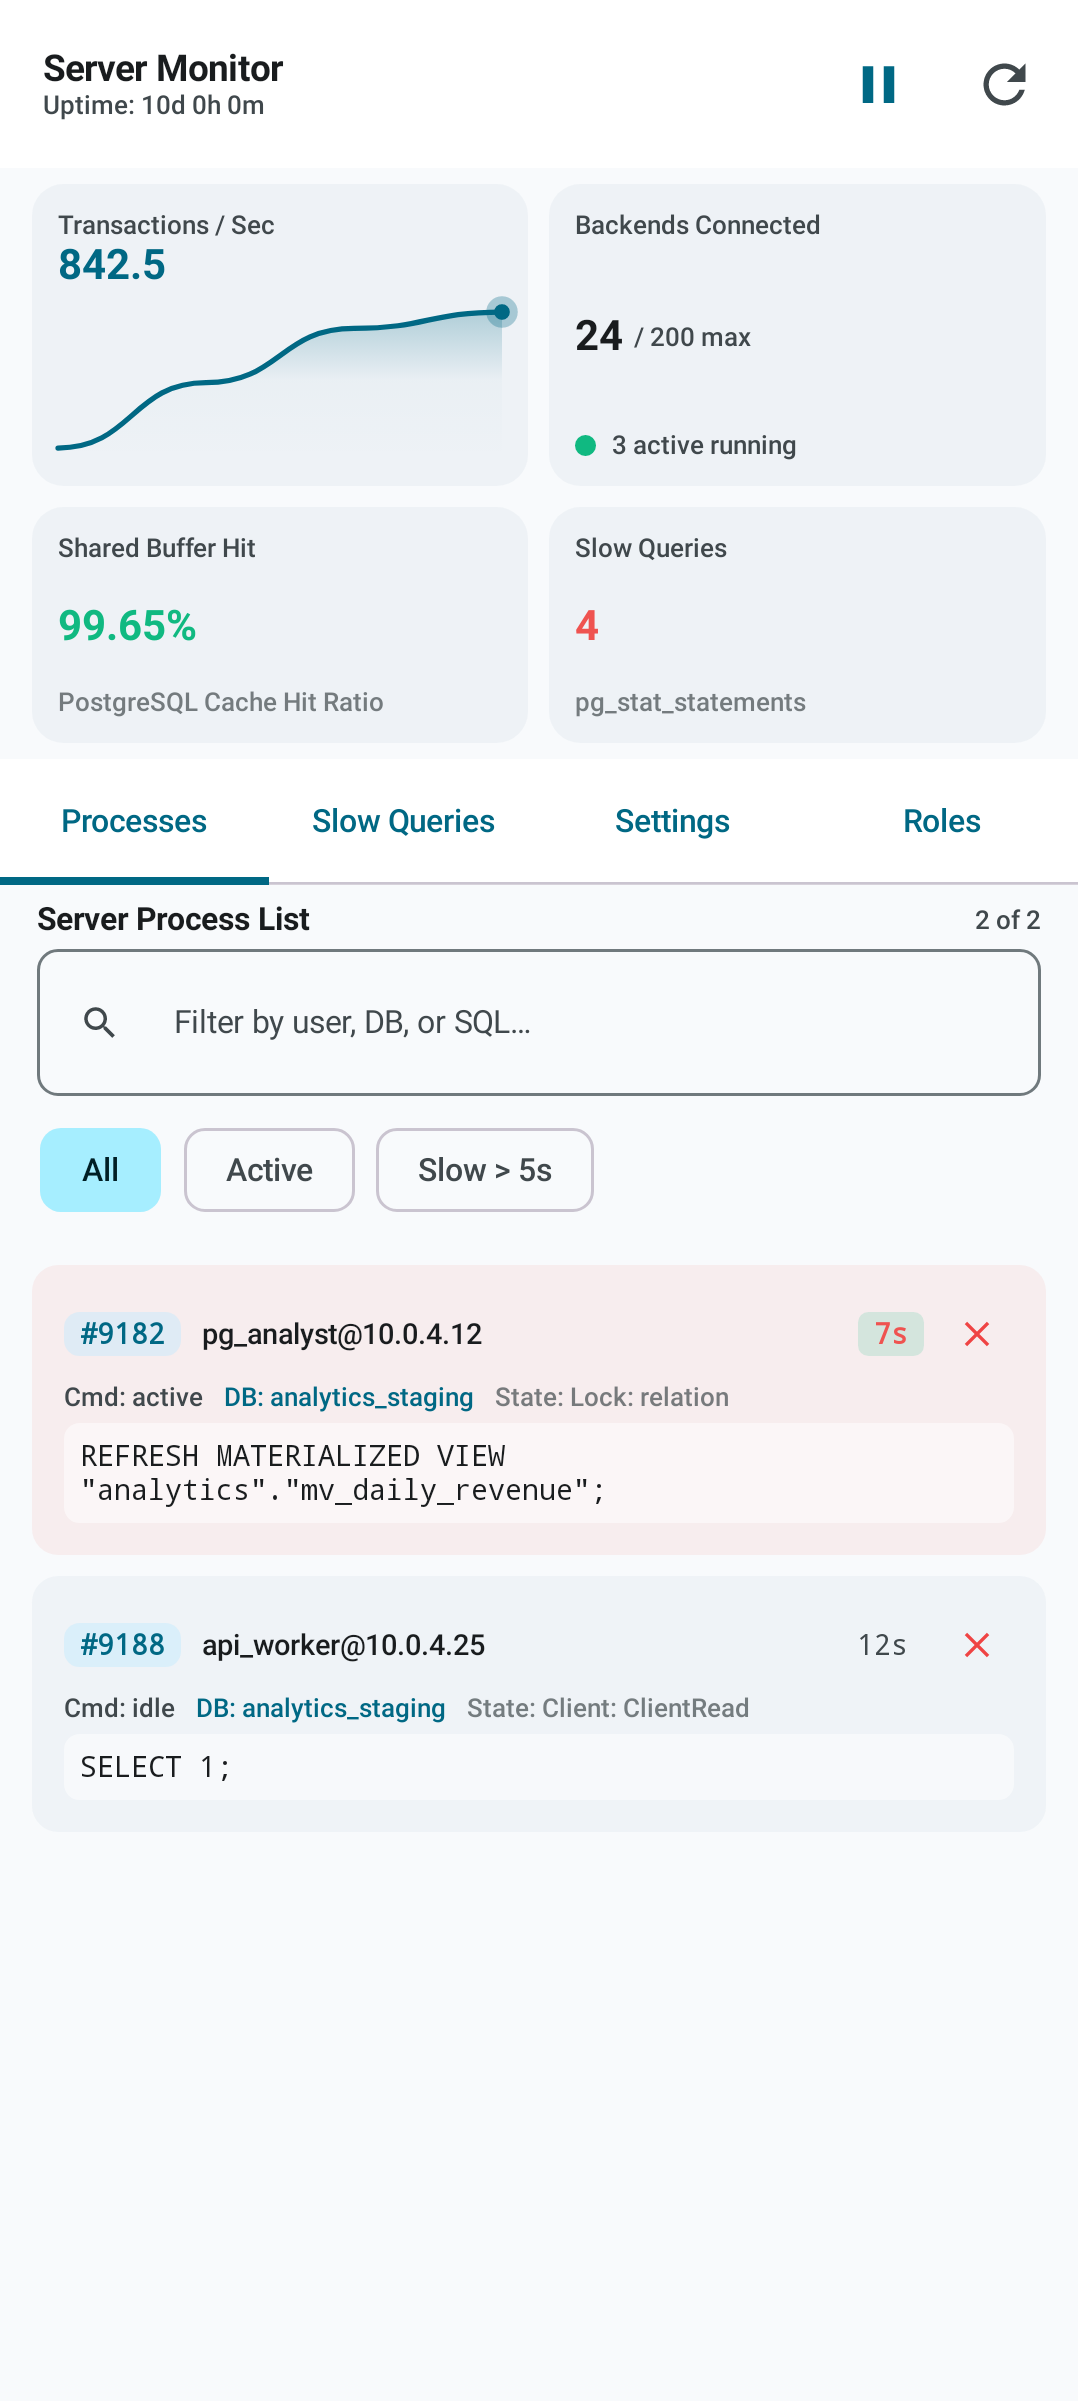 Server Monitor
Uptime: 10d 0h 0m
Transactions / Sec
842.5
Backends Connected
24 / 200 max
3 active running
Shared Buffer Hit
99.65%
PostgreSQL Cache Hit Ratio
Slow Queries
4
pg_stat_statements
Processes
Slow Queries
Settings
Roles
Server Process List
2 of 2
Filter by user, DB, or SQL...
All
Active
Slow > 5s
#9182 pg_analyst@10.0.4.12 7s
Cmd: active DB: analytics_staging State: Lock: relation
REFRESH MATERIALIZED VIEW
"analytics"."mv_daily_revenue";
#9188 api_worker@10.0.4.25 12s
Cmd: idle DB: analytics_staging State: Client: ClientRead
SELECT 1;